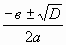 (-в ± √D) / 2a